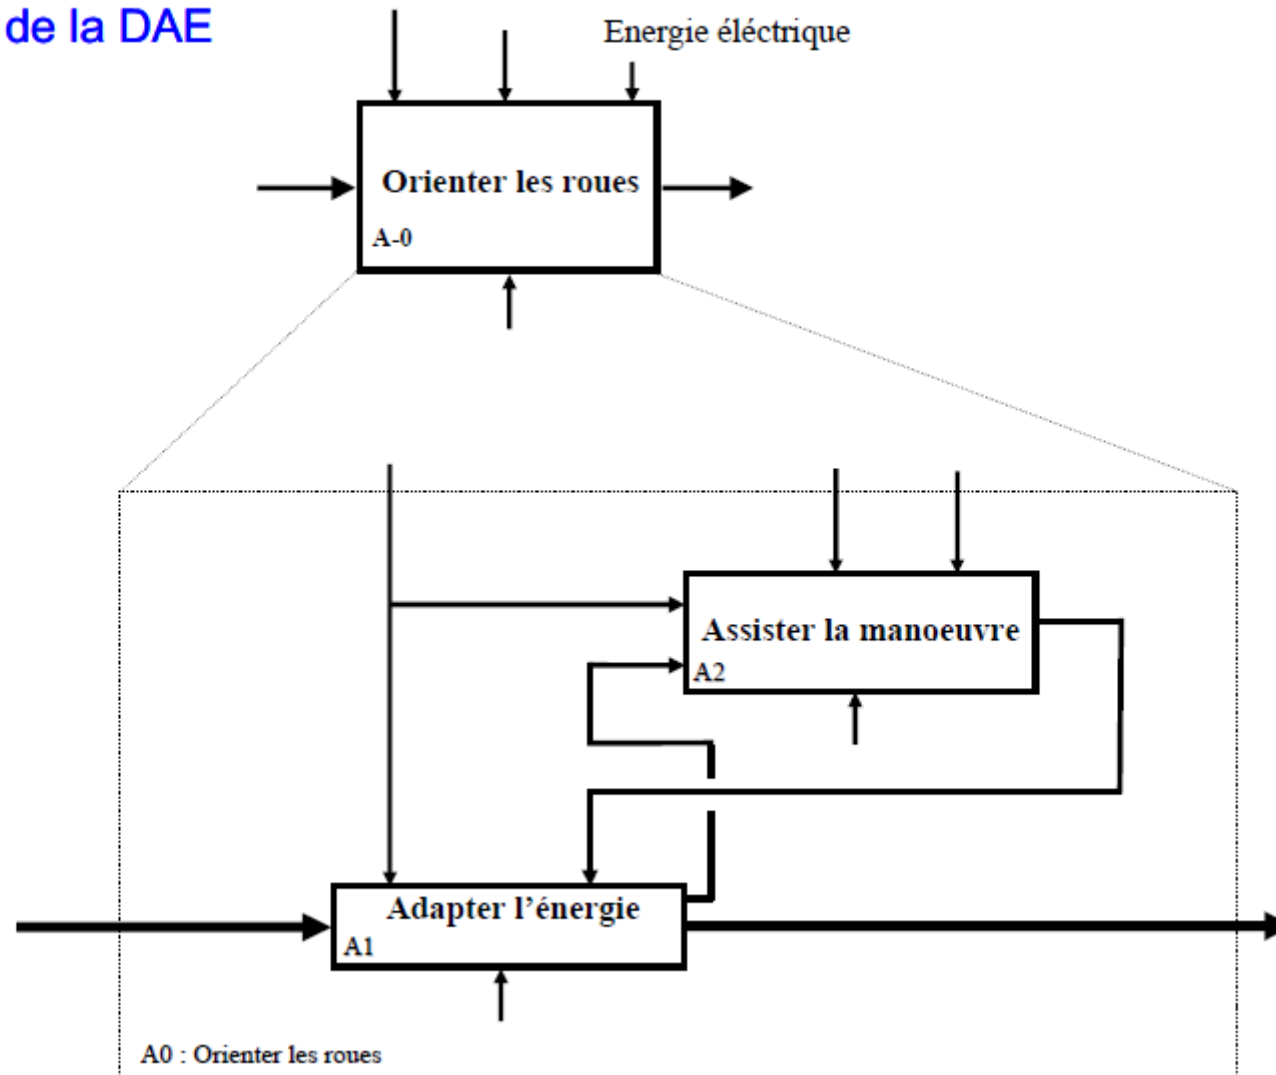 de la DAE
Energie éléctrique
Orienter les roues
A-0
Assister la manoeuvre
A2
Adapter l’énergie
A1
A0 : Orienter les roues